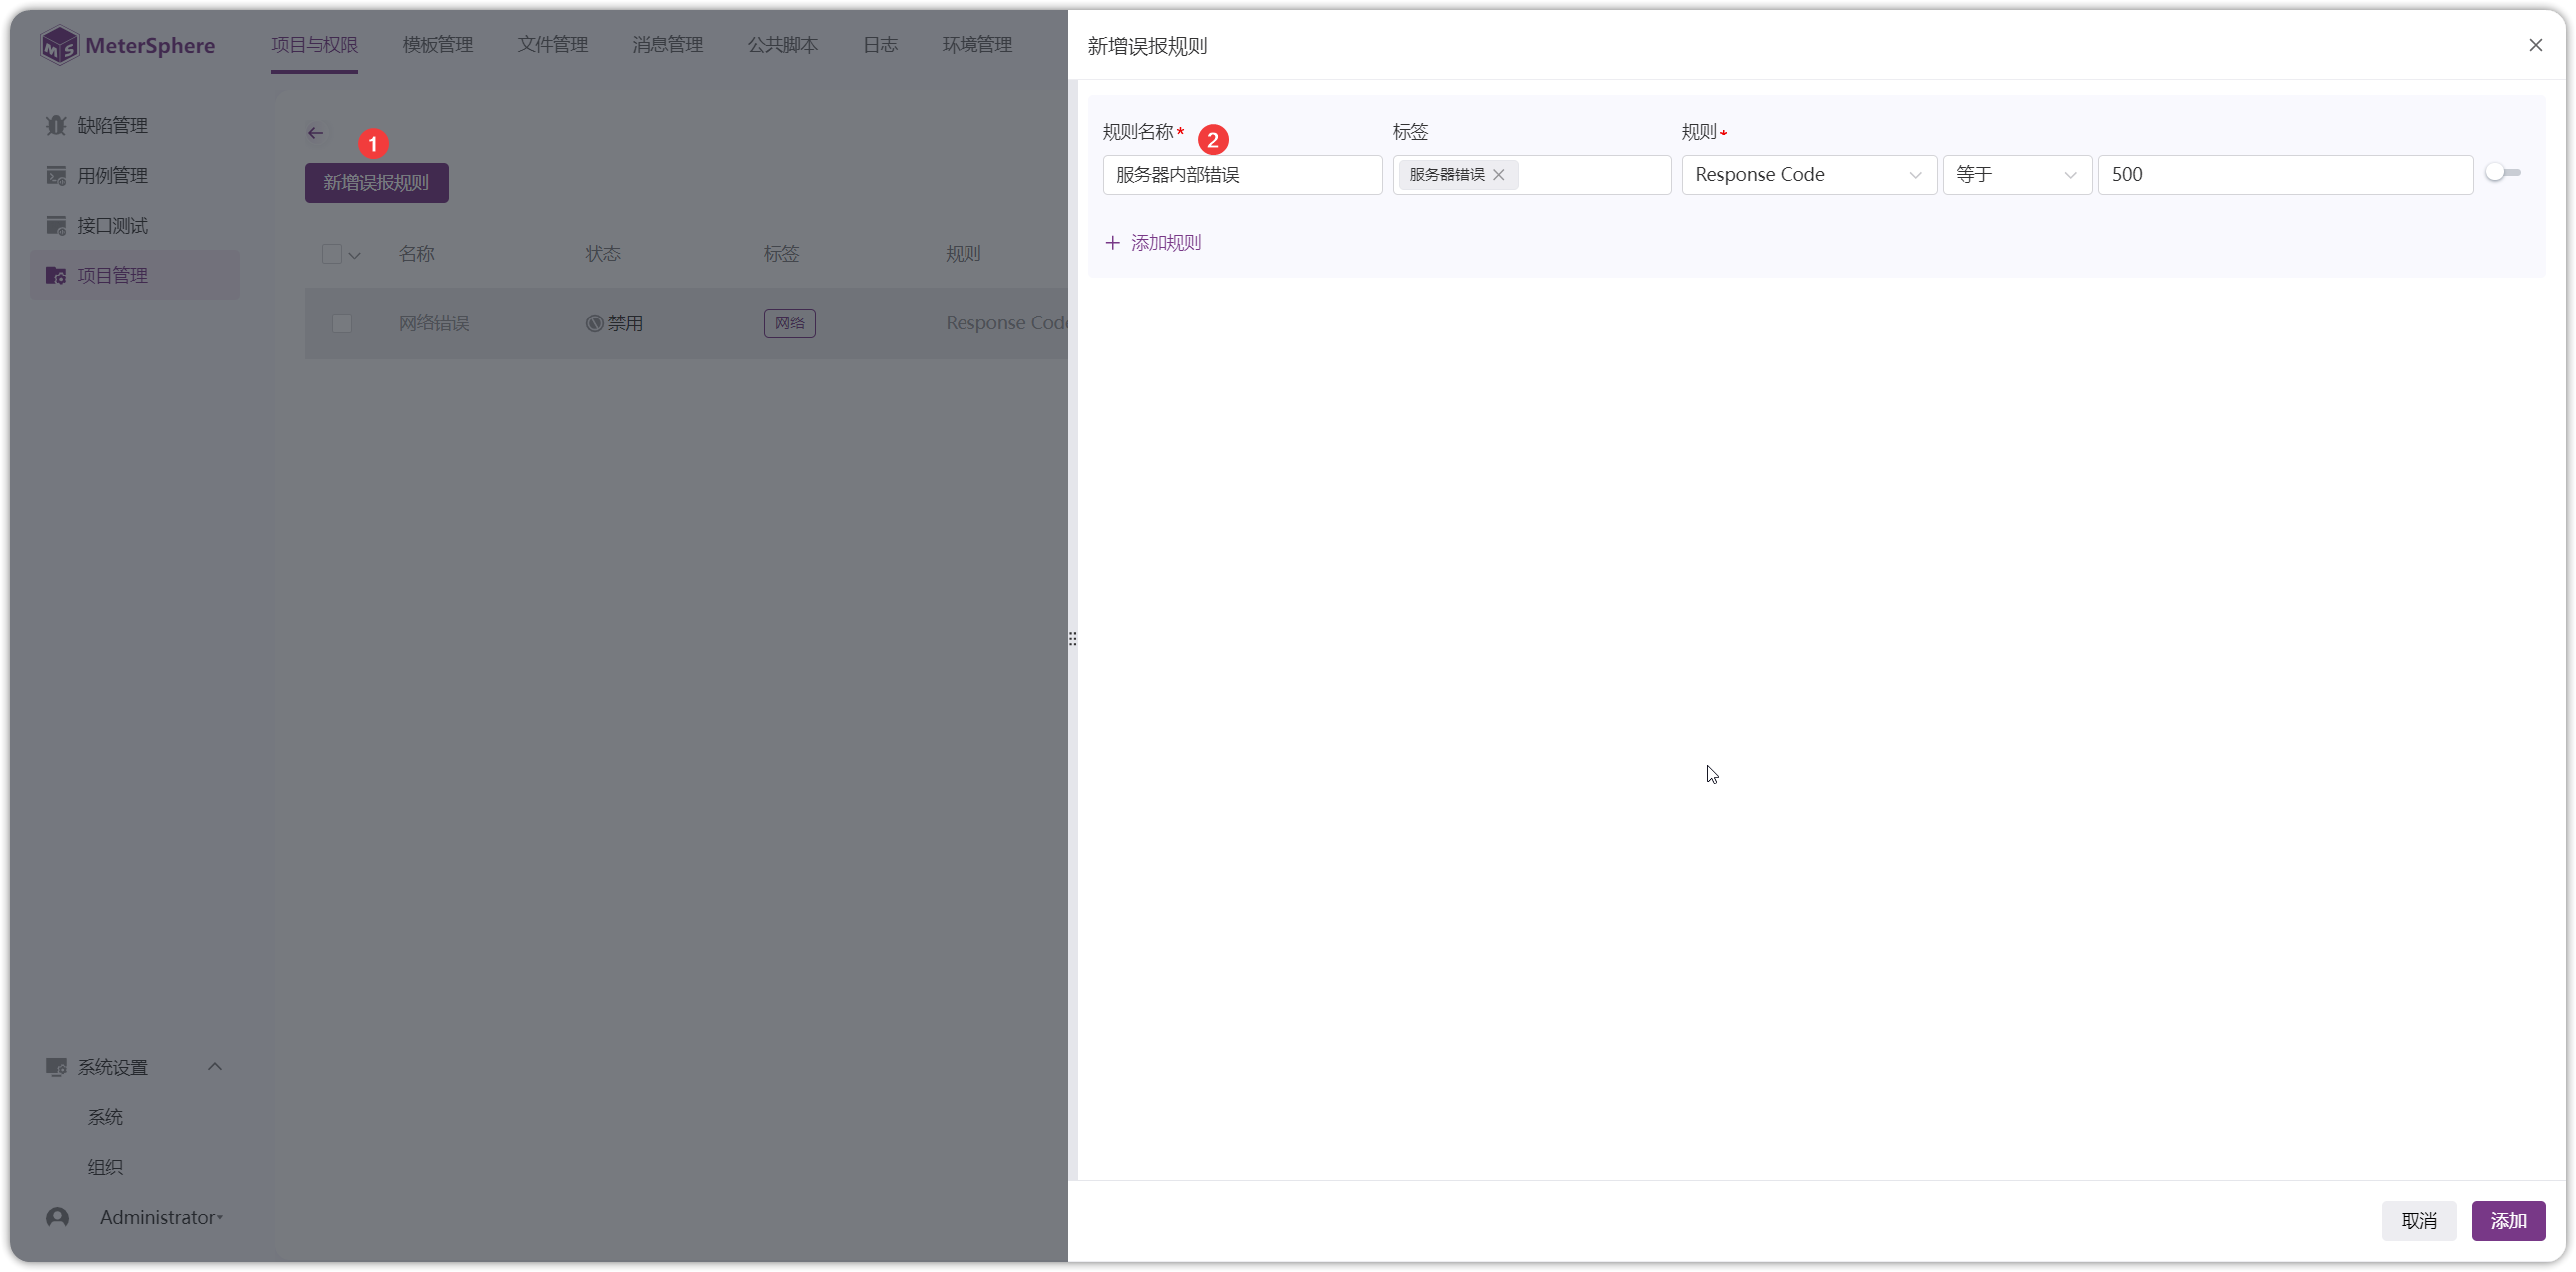 MeterSphere
项目与权限 模板管理 文件管理 消息管理 公共脚本 日志 环境管理
缺陷管理
用例管理
接口测试
项目管理
1
新增误报规则
名称 状态 标签 规则
网络错误 禁用 网络 Response Code
系统设置
系统
组织
Administrator
新增误报规则
规则名称* 2 标签 规则*
服务器内部错误 服务器错误 Response Code 等于 500
添加规则
取消 添加